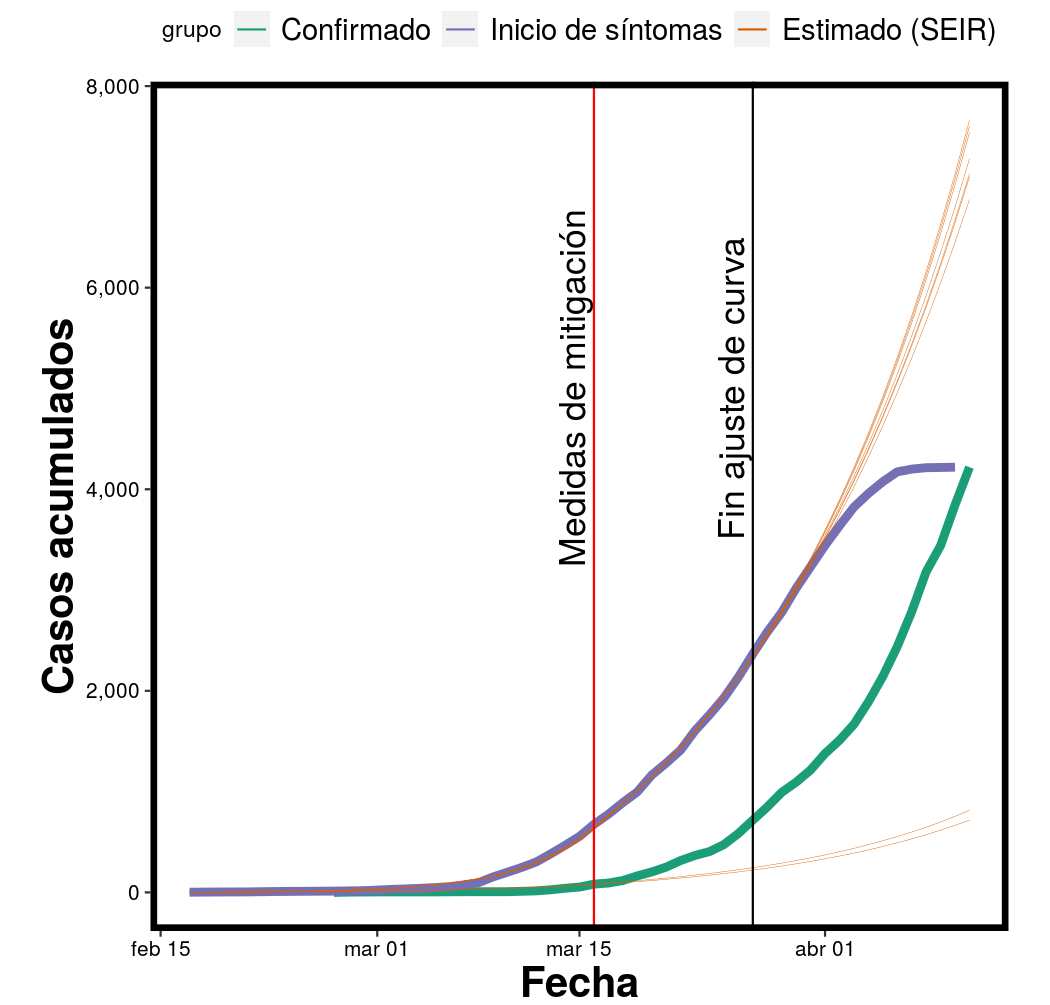 grupo Confirmado Inicio de síntomas Estimado (SEIR)
8,000
6,000
4,000
2,000
0
Casos acumulados
Medidas de mitigación
Fin ajuste de curva
feb 15 mar 01 mar 15 abr 01
Fecha